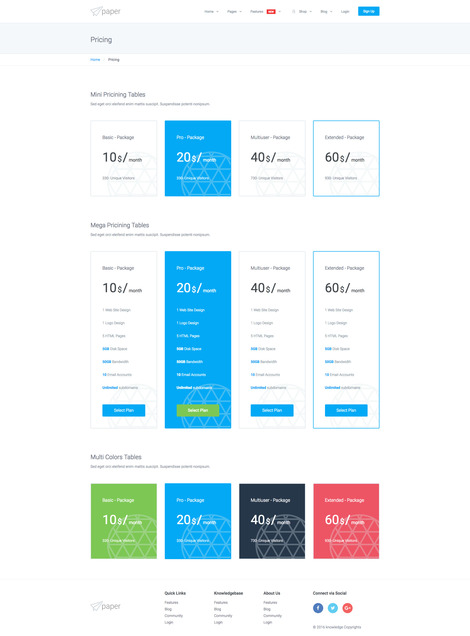 paper
Home
Pages
Features
NEW
Shop
Blog
Login
Sign Up
Pricing
Home
Pricing
Mini Pricining Tables
Sed eget orci eleifend enim mattis suscipit. Suspendisse potenti norisipsum.
Basic - Package
10$/ month
Unique Visitors
Pro - Package
20$/ month
Unique Visitors
Multiuser - Package
40$/ month
Unique Visitors
Extended - Package
60$/ month
Unique Visitors
Mega Pricining Tables
Sed eget orci eleifend enim mattis suscipit. Suspendisse potenti norisipsum.
Basic - Package
10$/ month
1 Web Site Design
1 Logo Design
5 HTML Pages
5GB Disk Space
50GB Bandwidth
10 Email Accounts
Unlimited subdomains
Select Plan
Pro - Package
20$/ month
1 Web Site Design
1 Logo Design
5 HTML Pages
5GB Disk Space
50GB Bandwidth
10 Email Accounts
Unlimited subdomains
Select Plan
Multiuser - Package
40$/ month
1 Web Site Design
1 Logo Design
5 HTML Pages
5GB Disk Space
50GB Bandwidth
10 Email Accounts
Unlimited subdomains
Select Plan
Extended - Package
60$/ month
1 Web Site Design
1 Logo Design
5 HTML Pages
5GB Disk Space
50GB Bandwidth
10 Email Accounts
Unlimited subdomains
Select Plan
Multi Colors Tables
Sed eget orci eleifend enim mattis suscipit. Suspendisse potenti norisipsum.
Basic - Package
10$/ month
Unique Visitors
Pro - Package
20$/ month
Unique Visitors
Multiuser - Package
40$/ month
Unique Visitors
Extended - Package
60$/ month
Unique Visitors
paper
Quick Links
Features
Blog
Community
Login
Knowledgebase
Features
Blog
Community
Login
About Us
Features
Blog
Community
Login
Connect via Social
© 2016 Knowledge Copyrights